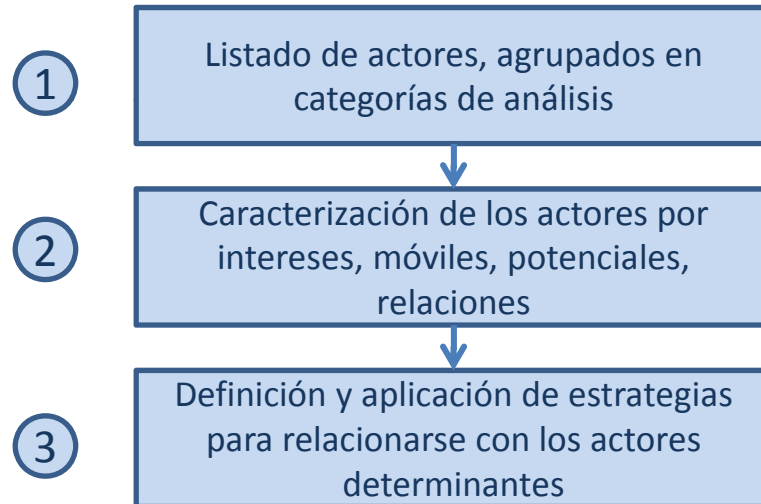 1
Listado de actores, agrupados en
categorías de análisis
2
Caracterización de los actores por
intereses, móviles, potenciales,
relaciones
3
Definición y aplicación de estrategias
para relacionarse con los actores
determinantes